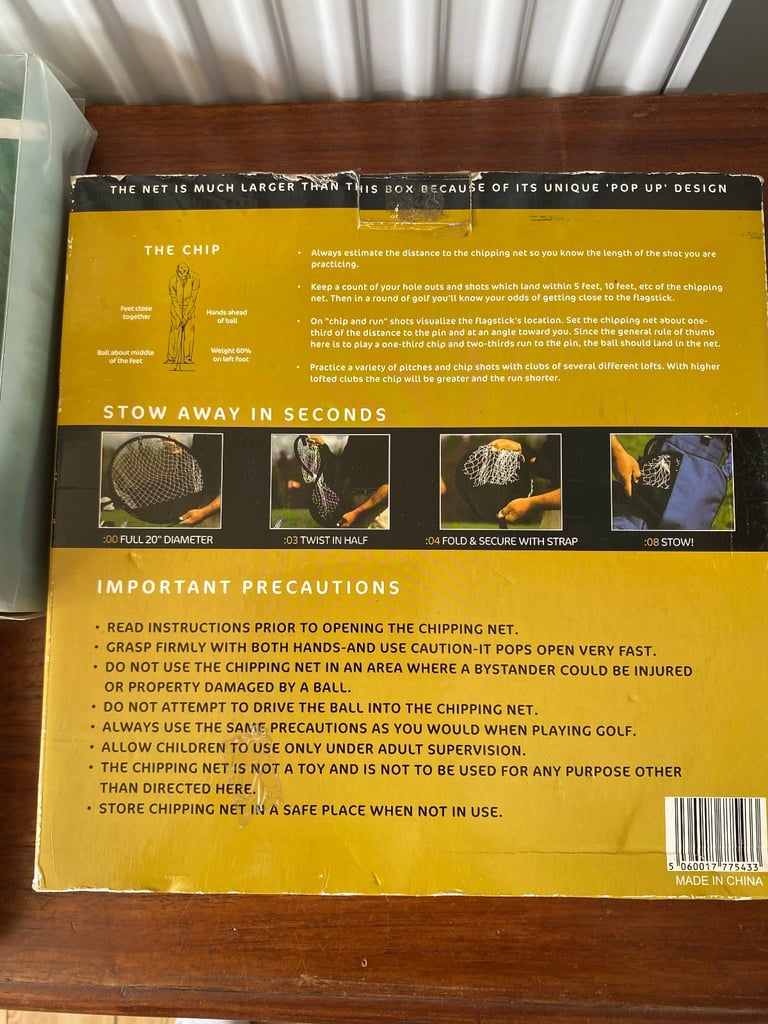 THE NET IS MUCH LARGER THAN THIS BOX BECAUSE OF ITS UNIQUE 'POP UP' DESIGN
THE CHIP
Feet close
together
Hands ahead
of ball
Ball about middle
of the feet
Weight 60%
on left foot
• Always estimate the distance to the chipping net so you know the length of the shot you are
practicing.
• Keep a count of your hole outs and shots which land within 5 feet, 10 feet, etc of the chipping
net. Then in a round of golf you'll know your odds of getting close to the flagstick.
• On "chip and run" shots visualize the flagstick's location. Set the chipping net about one-
third of the distance to the pin and at an angle toward you. Since the general rule of thumb
here is to play a one-third chip and two-thirds run to the pin, the ball should land in the net.
• Practice a variety of pitches and chip shots with clubs of several different lofts. With higher
lofted clubs the chip will be greater and the run shorter.
STOW AWAY IN SECONDS
:00 FULL 20" DIAMETER
:03 TWIST IN HALF
:04 FOLD & SECURE WITH STRAP
:08 STOW!
IMPORTANT PRECAUTIONS
• READ INSTRUCTIONS PRIOR TO OPENING THE CHIPPING NET.
• GRASP FIRMLY WITH BOTH HANDS-AND USE CAUTION-IT POPS OPEN VERY FAST.
• DO NOT USE THE CHIPPING NET IN AN AREA WHERE A BYSTANDER COULD BE INJURED
OR PROPERTY DAMAGED BY A BALL.
• DO NOT ATTEMPT TO DRIVE THE BALL INTO THE CHIPPING NET.
• ALWAYS USE THE SAME PRECAUTIONS AS YOU WOULD WHEN PLAYING GOLF.
• ALLOW CHILDREN TO USE ONLY UNDER ADULT SUPERVISION.
• THE CHIPPING NET IS NOT A TOY AND IS NOT TO BE USED FOR ANY PURPOSE OTHER
THAN DIRECTED HERE.
• STORE CHIPPING NET IN A SAFE PLACE WHEN NOT IN USE.
5 060017 775433
MADE IN CHINA